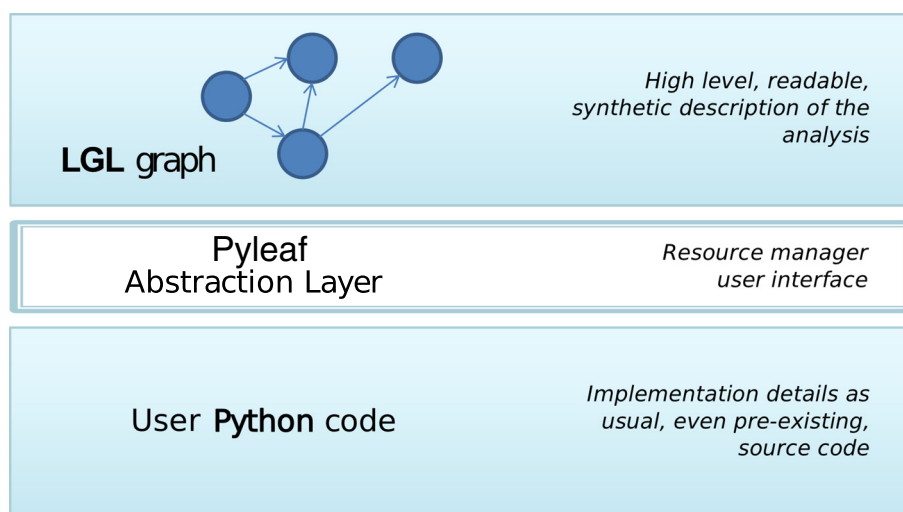 High level, readable,
synthetic description of the
analysis
LGL graph
Pyleaf
Abstraction Layer
Resource manager
user interface
User Python code
Implementation details as
usual, even pre-existing,
source code